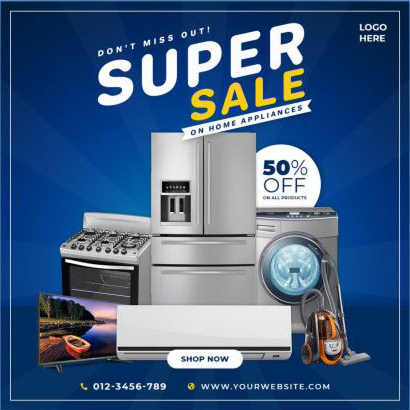 DON'T MISS OUT!
LOGO
HERE
SUPER
SALE
ON HOME APPLIANCES
50%
OFF
ON ALL PRODUCTS
SHOP NOW
012-3456-789
WWW.YOURWEBSITE.COM